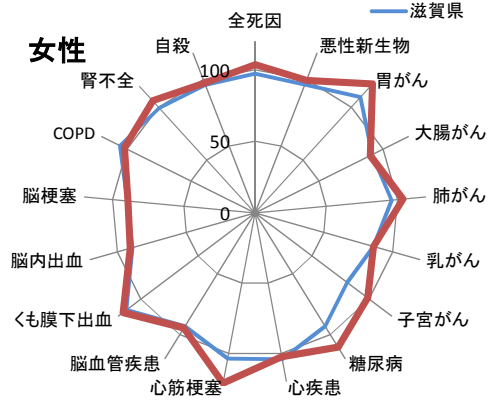 滋賀県
女性
全死因
悪性新生物
胃がん
大腸がん
肺がん
乳がん
子宮がん
糖尿病
心疾患
心筋梗塞
脳血管疾患
くも膜下出血
脳内出血
脳梗塞
COPD
腎不全
自殺
100
50
0